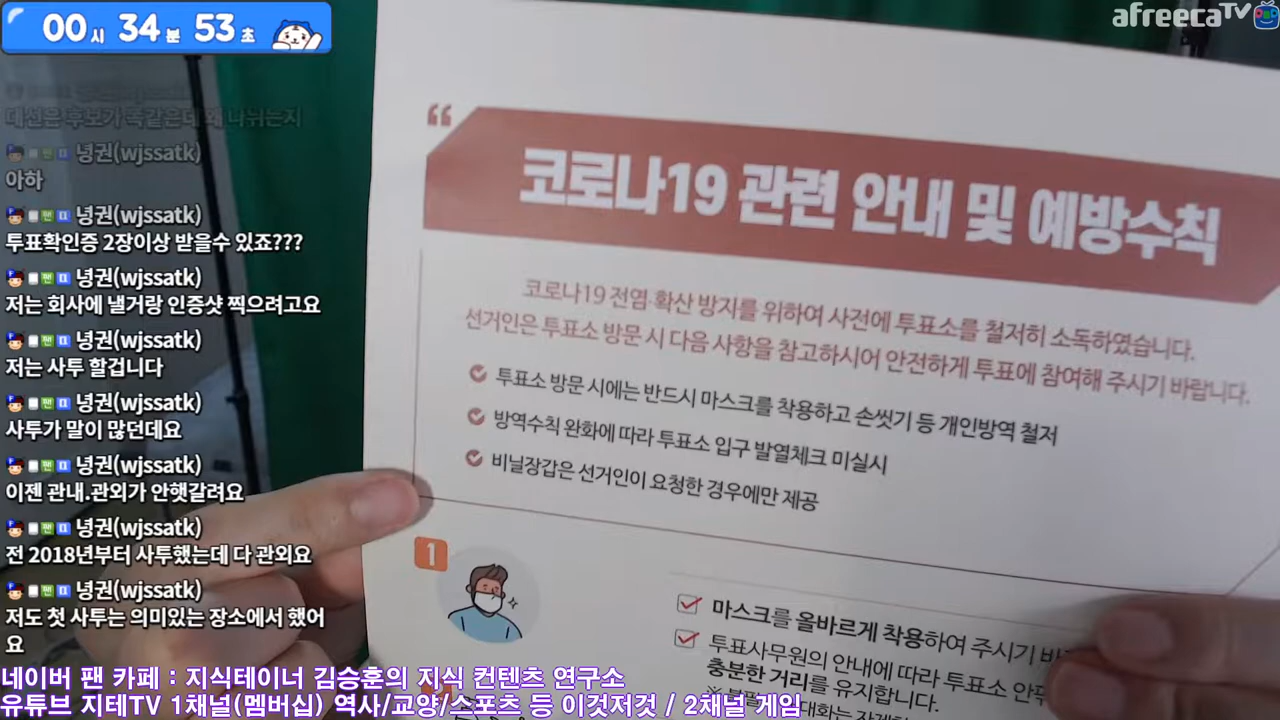 00시 34분 53초
afreecaTV
대선은 후보가 똑같은데 왜 나뉘는지
녕권(wjssatk)
아하
녕권(wjssatk)
투표확인증 2장이상 받을수 있죠???
녕권(wjssatk)
저는 회사에 낼거랑 인증샷 찍으려고요
녕권(wjssatk)
저는 사투 할겁니다
녕권(wjssatk)
사투가 말이 많던데요
녕권(wjssatk)
이젠 관내.관외가 안햇갈려요
녕권(wjssatk)
전 2018년부터 사투했는데 다 관외요
녕권(wjssatk)
저도 첫 사투는 의미있는 장소에서 했어
요
“
코로나19 관련 안내 및 예방수칙
코로나19 전염·확산 방지를 위하여 사전에 투표소를 철저히 소독하였습니다.
선거인은 투표소 방문 시 다음 사항을 참고하시어 안전하게 투표에 참여해 주시기 바랍니다.
투표소 방문 시에는 반드시 마스크를 착용하고 손씻기 등 개인방역 철저
방역수칙 완화에 따라 투표소 입구 발열체크 미실시
비닐장갑은 선거인이 요청한 경우에만 제공
1
마스크를 올바르게 착용하여 주시기
투표사무원의 안내에 따라 투표소 안
충분한 거리를 유지합니다.
네이버 팬 카페 : 지식테이너 김승훈의 지식 컨텐츠 연구소
유튜브 지테TV 1채널(멤버십) 역사/교양/스포츠 등 이것저것 / 2채널 게임